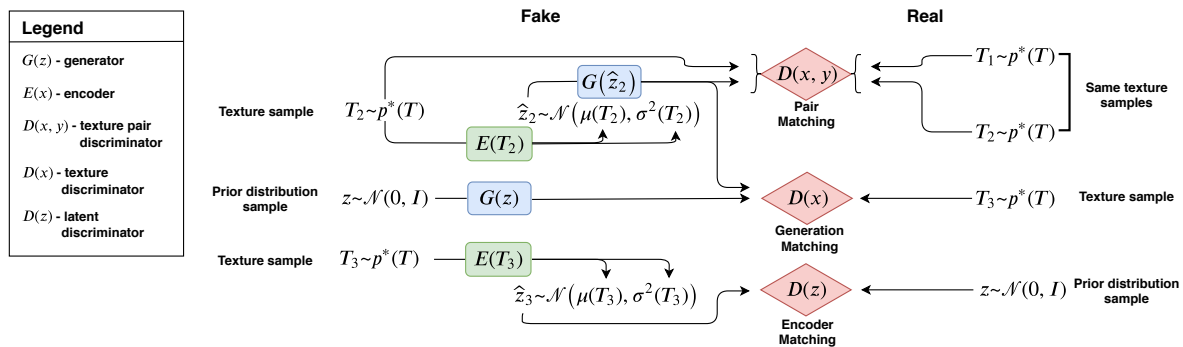 Legend
G(z) - generator
E(x) - encoder
D(x, y) - texture pair
discriminator
D(x) - texture
discriminator
D(z) - latent
discriminator
Fake
Real
Texture sample
T₂~p*(T)
E(T₂)
ẑ₂~𝒩(μ(T₂), σ²(T₂))
G(ẑ₂)
D(x, y)
Pair
Matching
T₁~p*(T)
T₂~p*(T)
Same texture
samples
Prior distribution
sample
z~𝒩(0, I)
G(z)
D(x)
Generation
Matching
T₃~p*(T)
Texture sample
Texture sample
T₃~p*(T)
E(T₃)
ẑ₃~𝒩(μ(T₃), σ²(T₃))
D(z)
Encoder
Matching
z~𝒩(0, I)
Prior distribution
sample